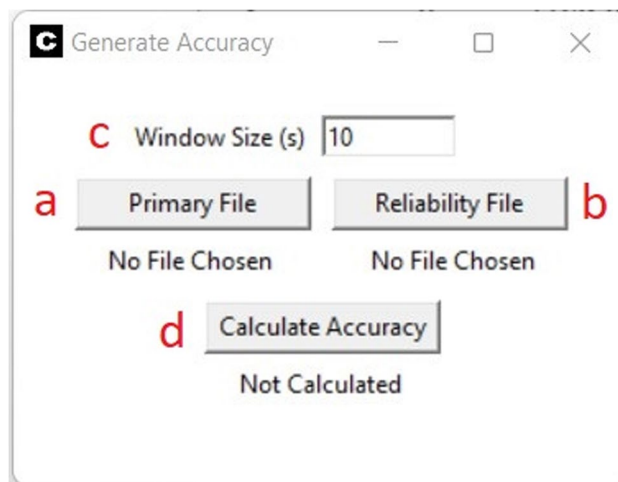 C Generate Accuracy
c Window Size (s) 10
a Primary File Reliability File b
No File Chosen No File Chosen
d Calculate Accuracy
Not Calculated